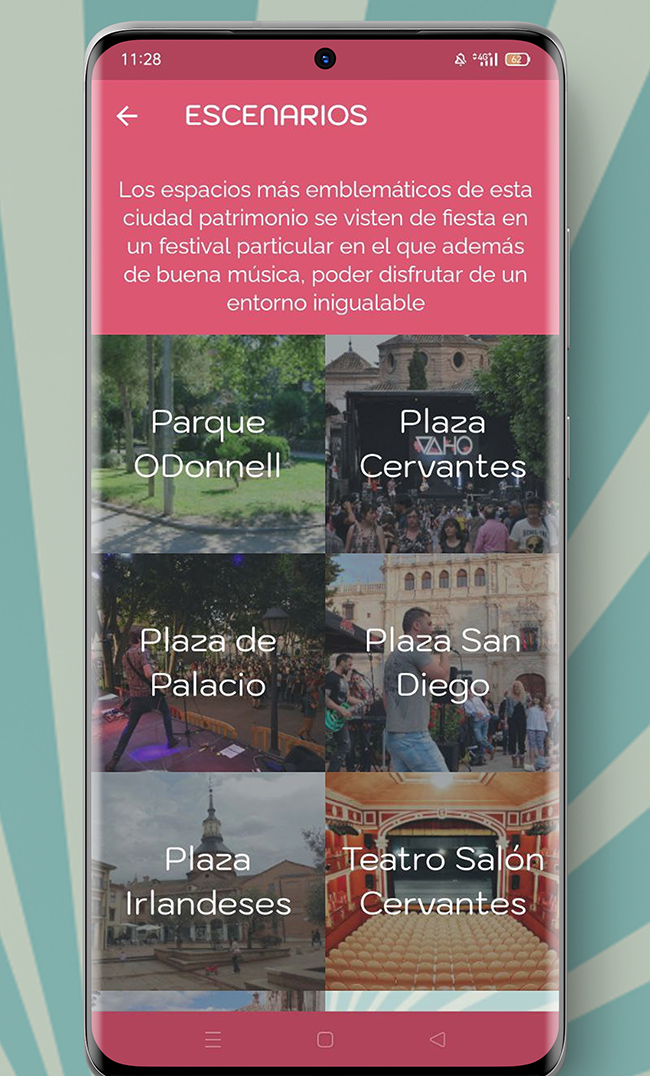 11:28
4G+
62
ESCENARIOS
Los espacios más emblemáticos de esta
ciudad patrimonio se visten de fiesta en
un festival particular en el que además
de buena música, poder disfrutar de un
entorno inigualable
Parque
ODonnell
Plaza
Cervantes
VAHO
Plaza de
Palacio
Plaza San
Diego
Plaza
Irlandeses
Teatro Salón
Cervantes